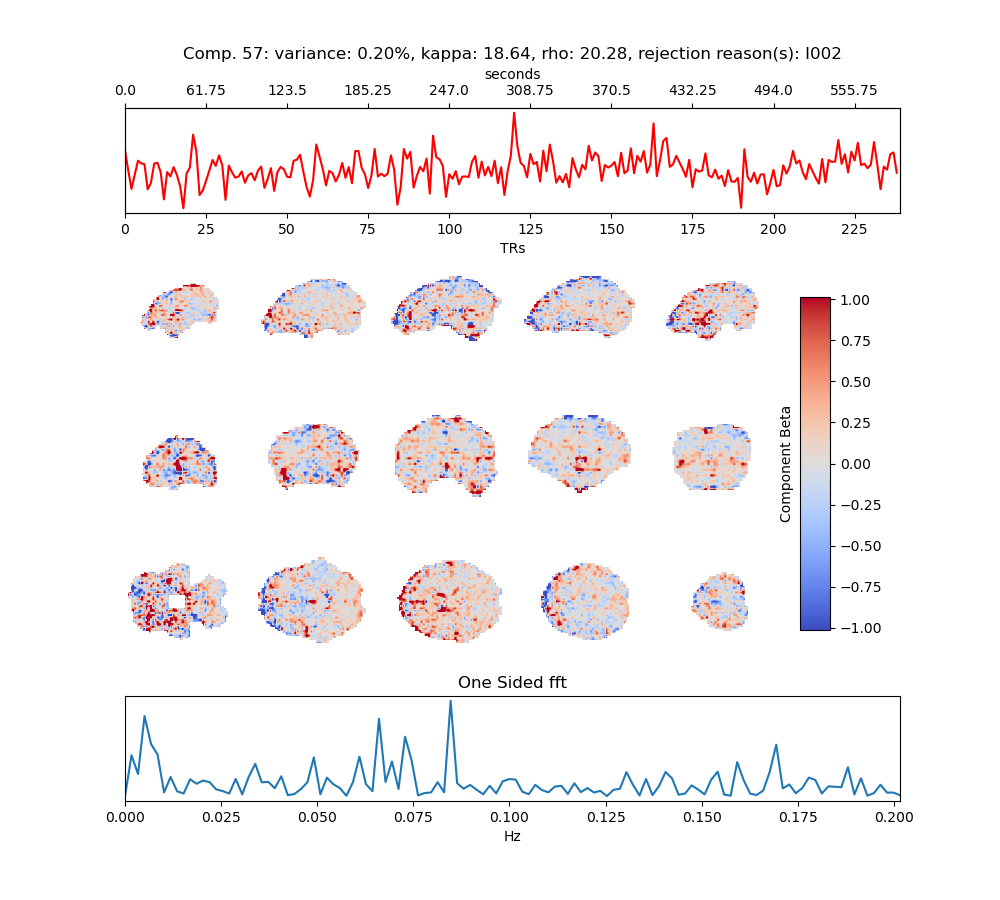 Comp. 57: variance: 0.20%, kappa: 18.64, rho: 20.28, rejection reason(s): I002
seconds
0.0 61.75 123.5 185.25 247.0 308.75 370.5 432.25 494.0 555.75
0 25 50 75 100 125 150 175 200 225
TRs
1.00
0.75
0.50
0.25
0.00
−0.25
−0.50
−0.75
−1.00
Component Beta
One Sided fft
0.000 0.025 0.050 0.075 0.100 0.125 0.150 0.175 0.200
Hz